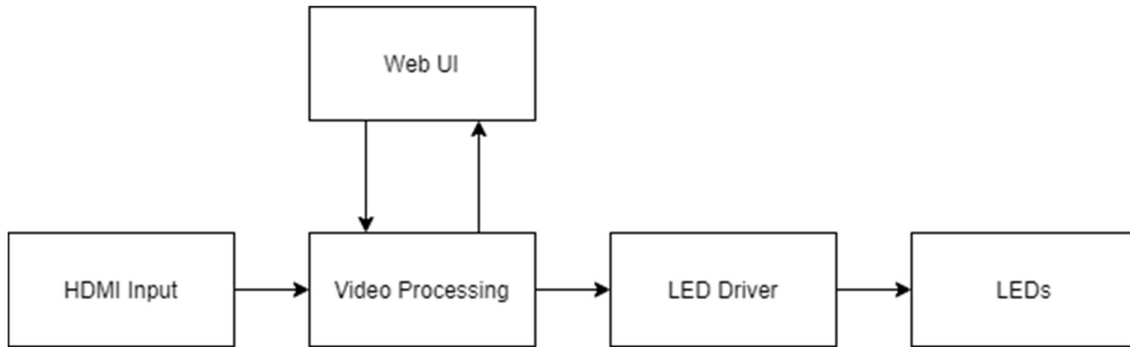 Web UI
HDMI Input
Video Processing
LED Driver
LEDs